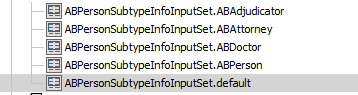 ABPersonSubtypeInfoInputSet.ABAdjudicator
ABPersonSubtypeInfoInputSet.ABAttorney
ABPersonSubtypeInfoInputSet.ABDoctor
ABPersonSubtypeInfoInputSet.ABPerson
ABPersonSubtypeInfoInputSet.default